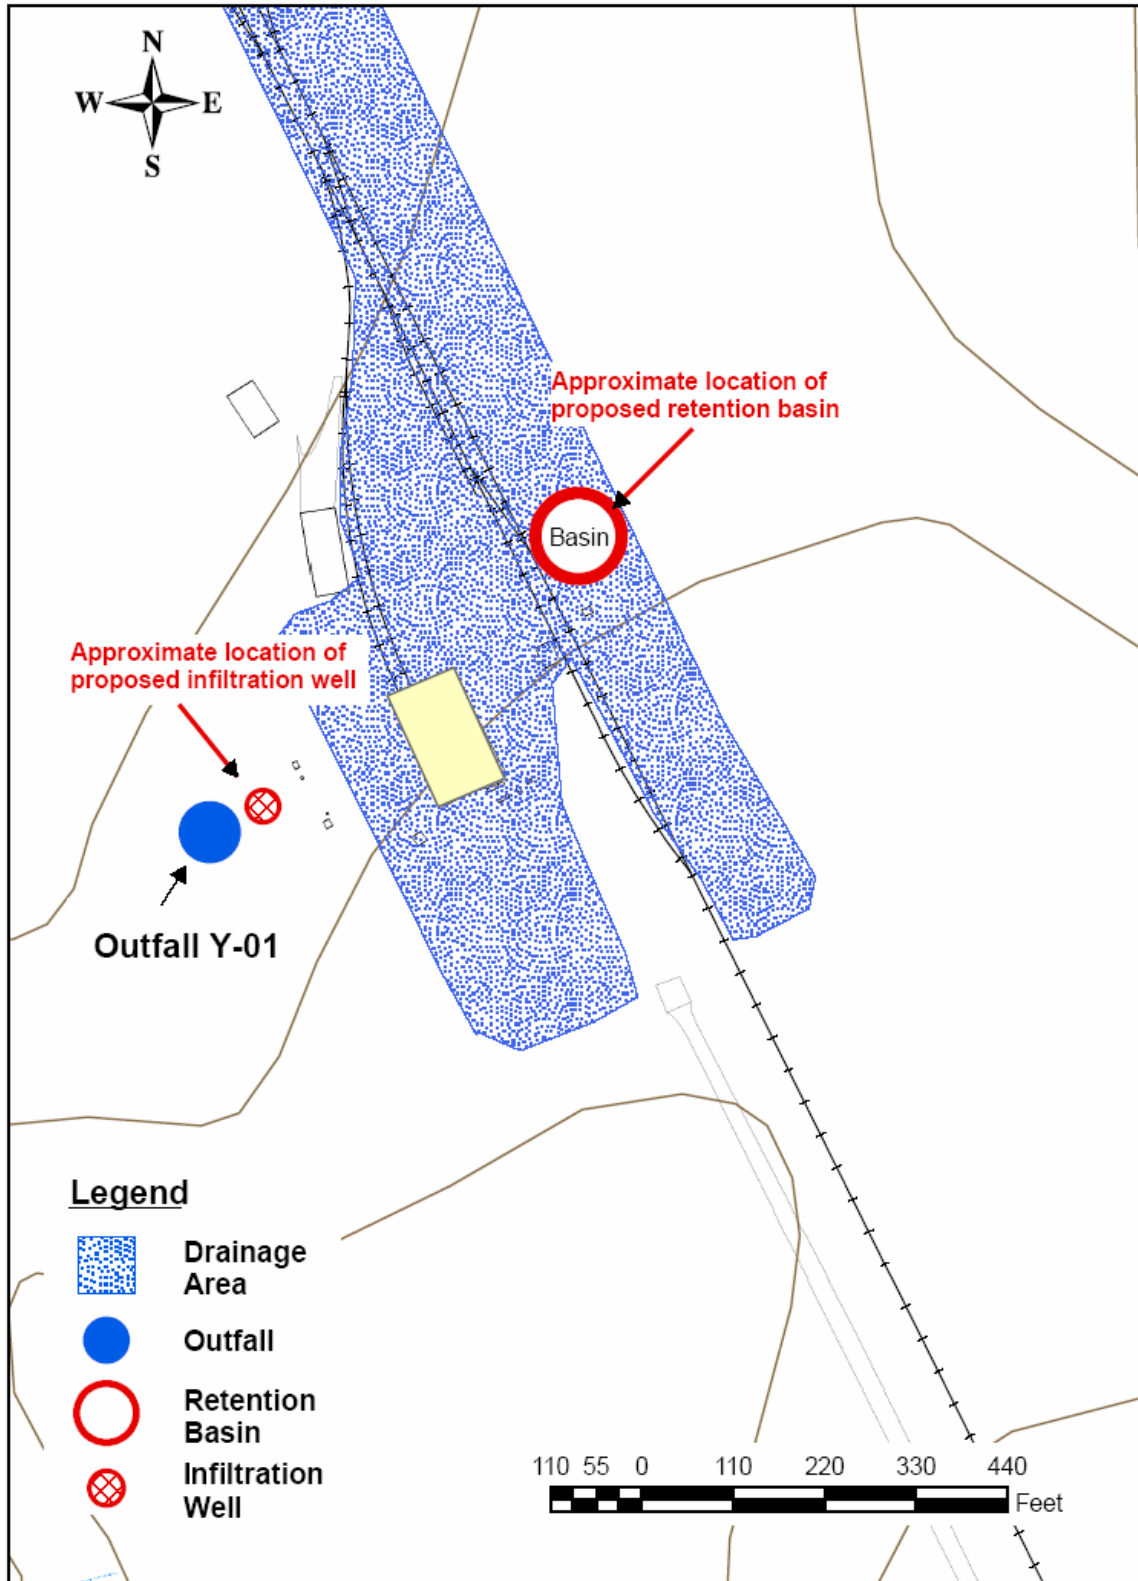 N
W E
S
Approximate location of
proposed retention basin
Basin
Approximate location of
proposed infiltration well
Outfall Y-01
Legend
Drainage
Area
Outfall
Retention
Basin
Infiltration
Well
110 55 0 110 220 330 440
Feet